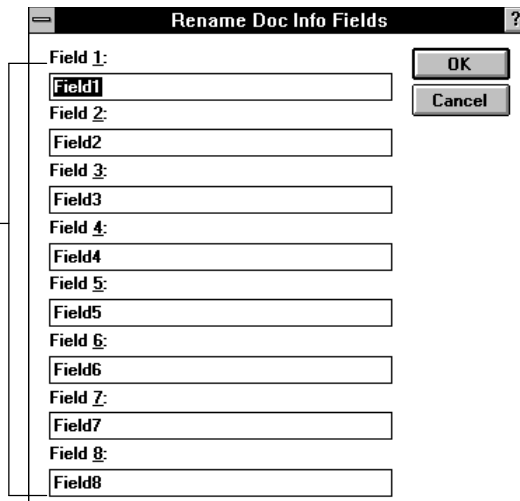 Rename Doc Info Fields ?
Field 1:
OK
Field1
Cancel
Field 2:
Field2
Field 3:
Field3
Field 4:
Field4
Field 5:
Field5
Field 6:
Field6
Field 7:
Field7
Field 8:
Field8